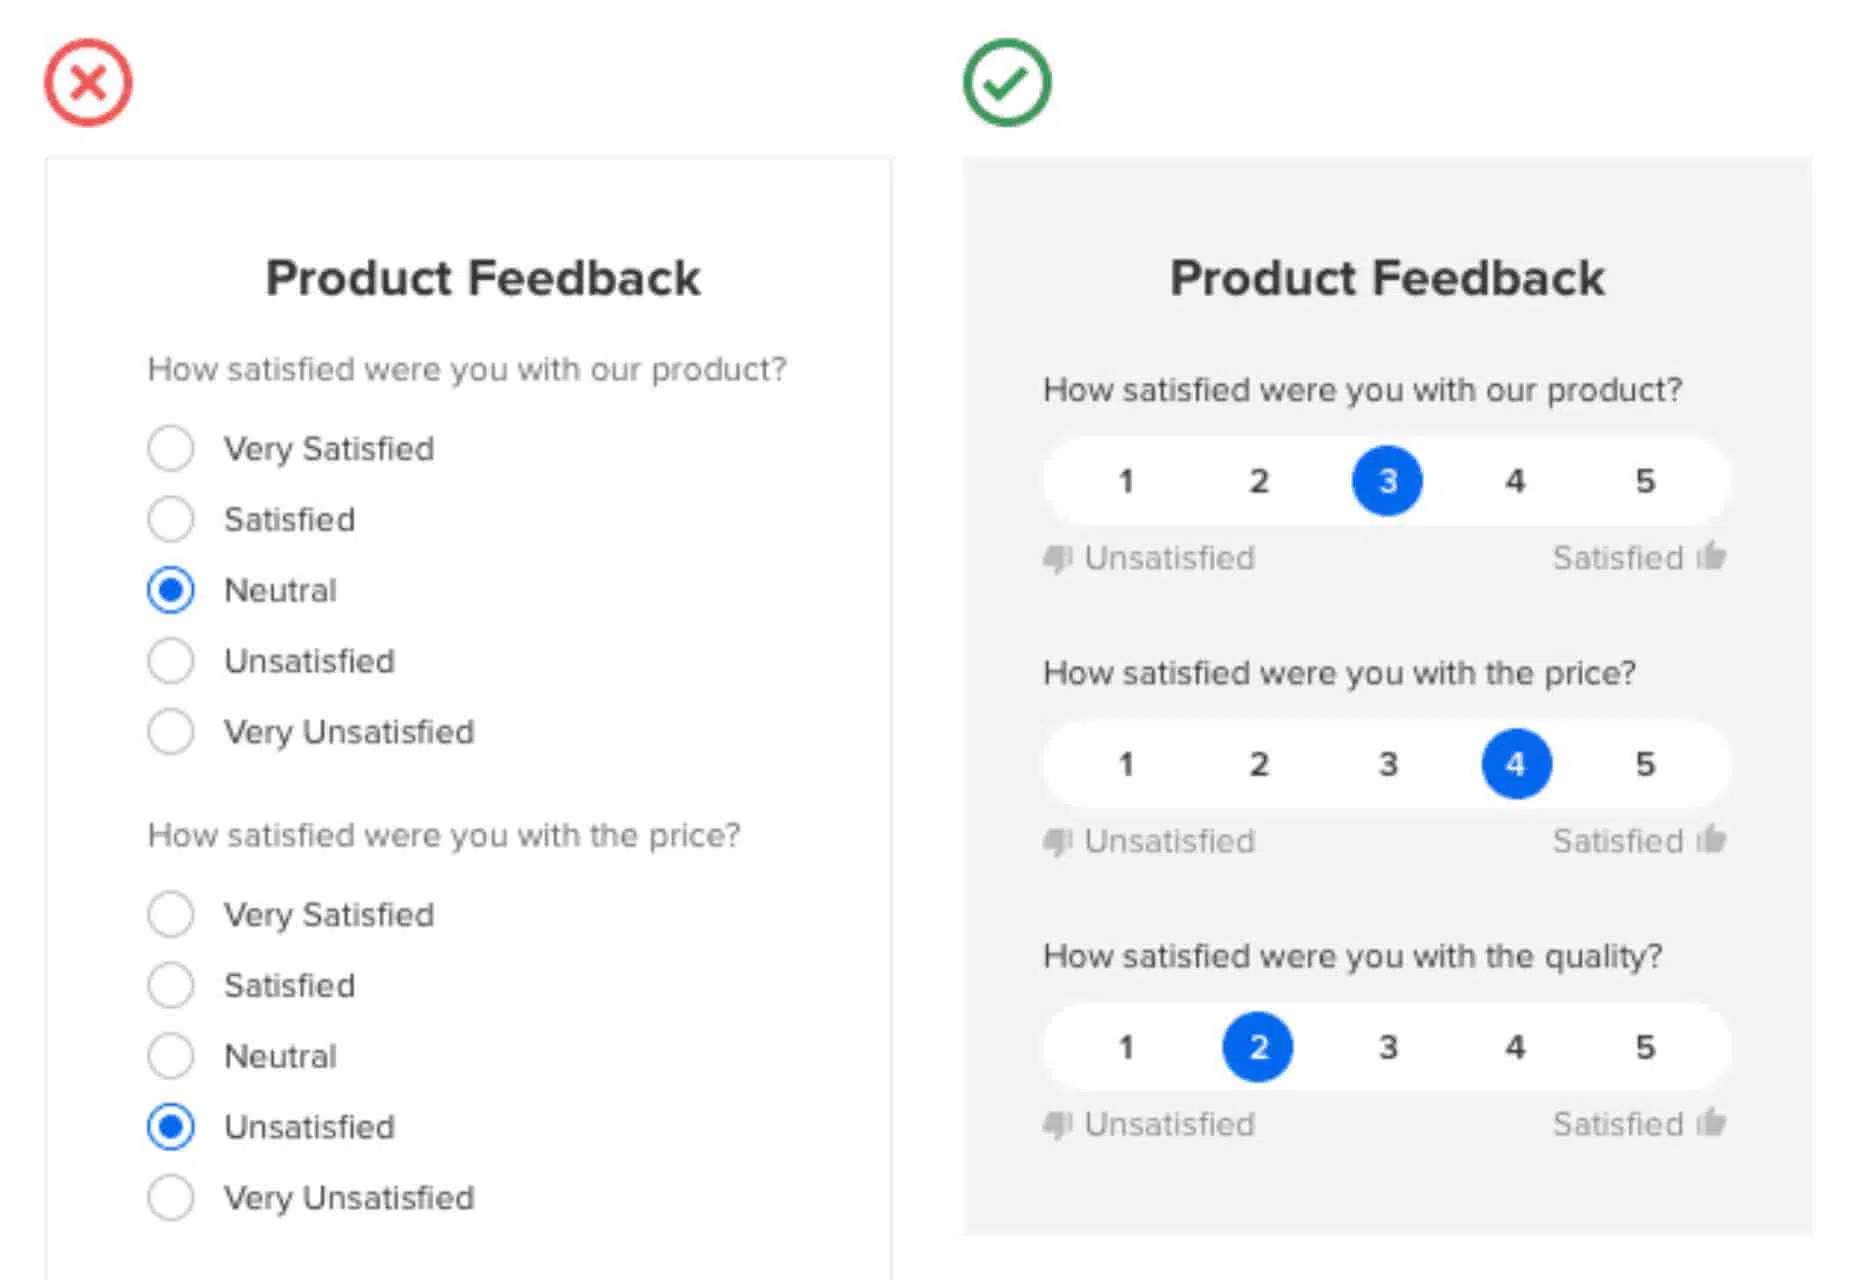 Product Feedback
How satisfied were you with our product?
Very Satisfied
Satisfied
Neutral
Unsatisfied
Very Unsatisfied
How satisfied were you with the price?
Very Satisfied
Satisfied
Neutral
Unsatisfied
Very Unsatisfied
Product Feedback
How satisfied were you with our product?
1 2 3 4 5
Unsatisfied Satisfied
How satisfied were you with the price?
1 2 3 4 5
Unsatisfied Satisfied
How satisfied were you with the quality?
1 2 3 4 5
Unsatisfied Satisfied